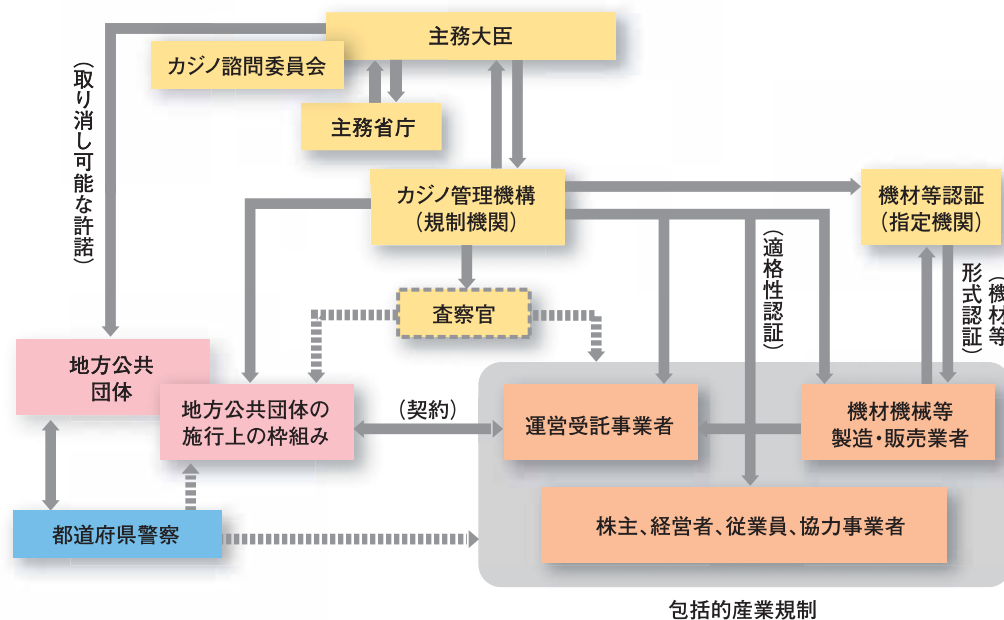 主務大臣
カジノ諮問委員会
主務省庁
（取り消し可能な許諾）
カジノ管理機構
（規制機関）
機材等認証
（指定機関）
（適格性認証）
（機材等
形式認証）
査察官
地方公共
団体
地方公共団体の
施行上の枠組み
（契約）
運営受託事業者
機材機械等
製造・販売業者
株主、経営者、従業員、協力事業者
都道府県警察
包括的産業規制